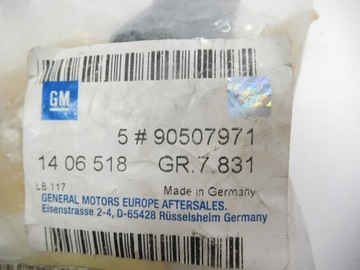 GM
5 # 90507971
14 06 518 GR.7.831
LB 117
Made in Germany
GENERAL MOTORS EUROPE AFTERSALES.
Eisenstrasse 2-4, D-65428 Rüsselsheim Germany